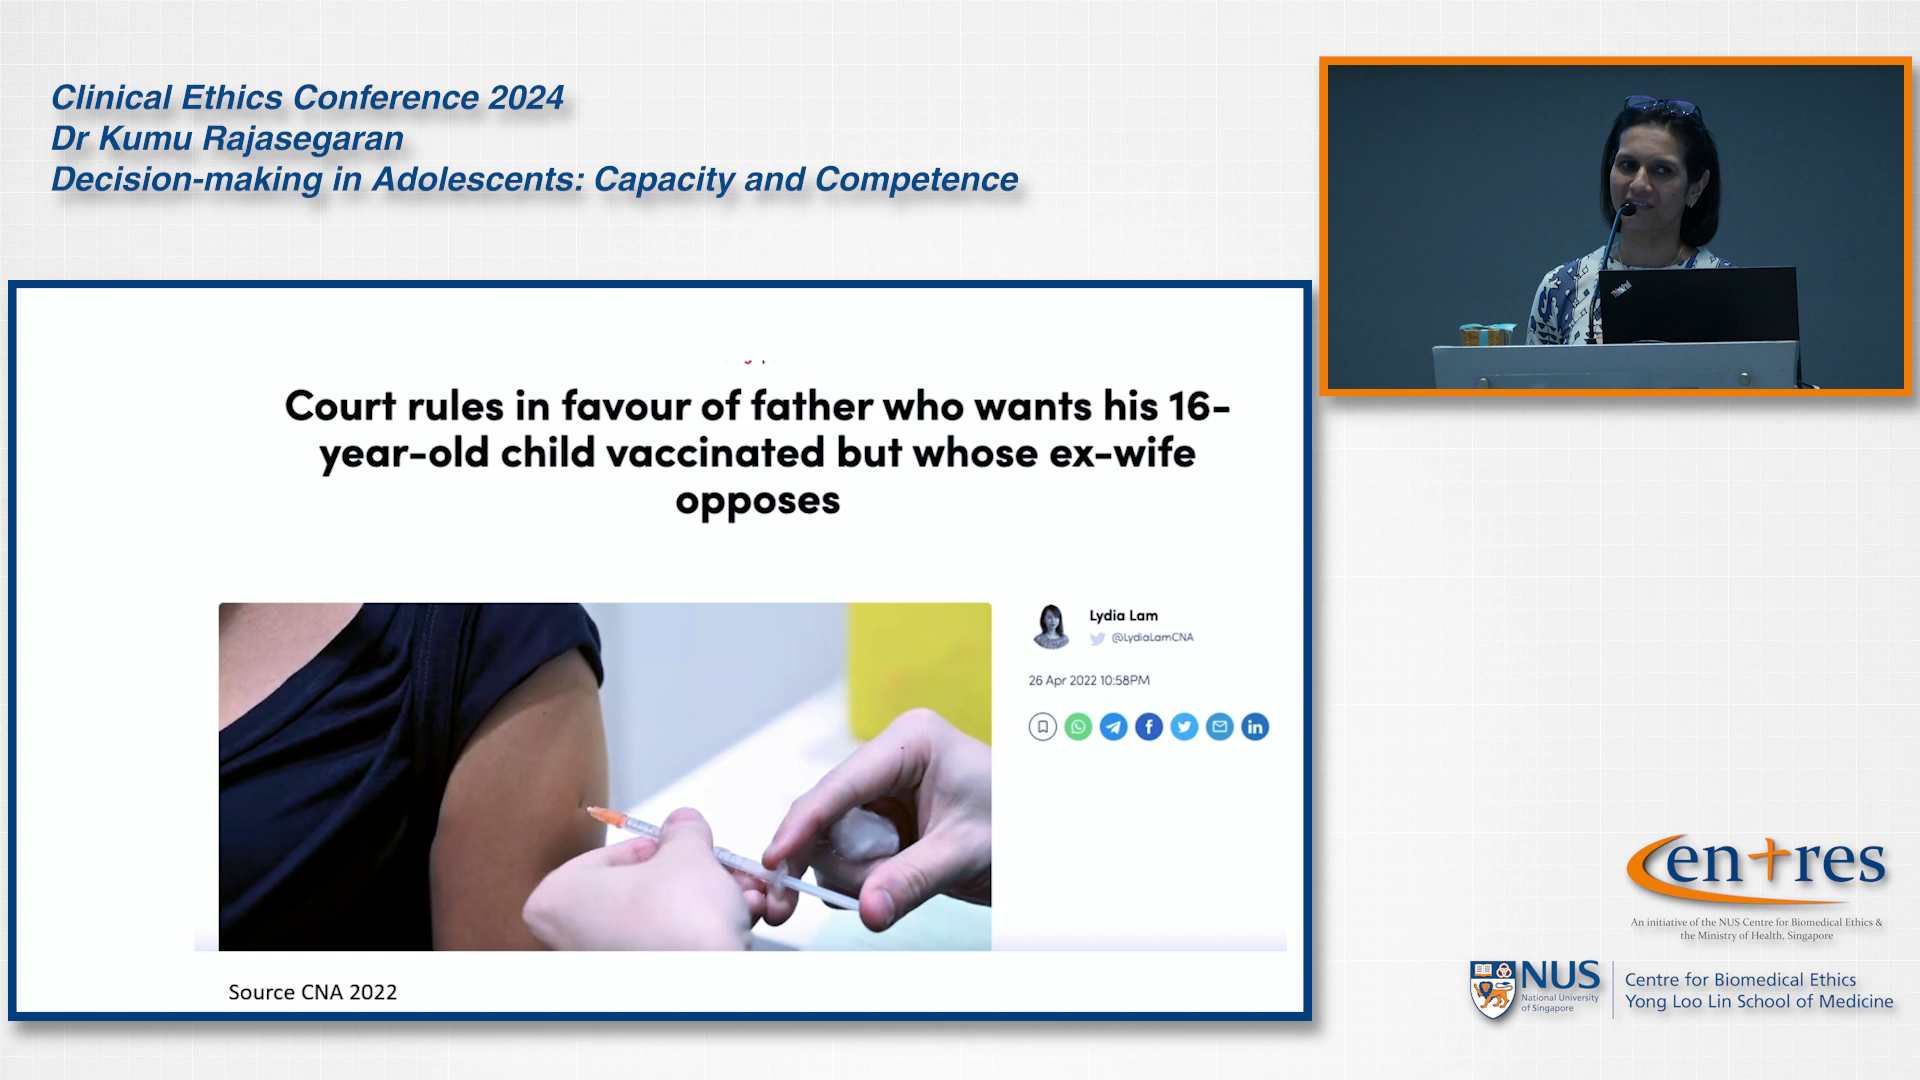 Clinical Ethics Conference 2024
Dr Kumu Rajasegaran
Decision-making in Adolescents: Capacity and Competence
Court rules in favour of father who wants his 16-
year-old child vaccinated but whose ex-wife
opposes
Lydia Lam
@LydiaLamCNA
26 Apr 2022 10:58PM
Source CNA 2022
ThinkPad
Centres
An initiative of the NUS Centre for Biomedical Ethics &
the Ministry of Health, Singapore
NUS
National University
of Singapore
Centre for Biomedical Ethics
Yong Loo Lin School of Medicine